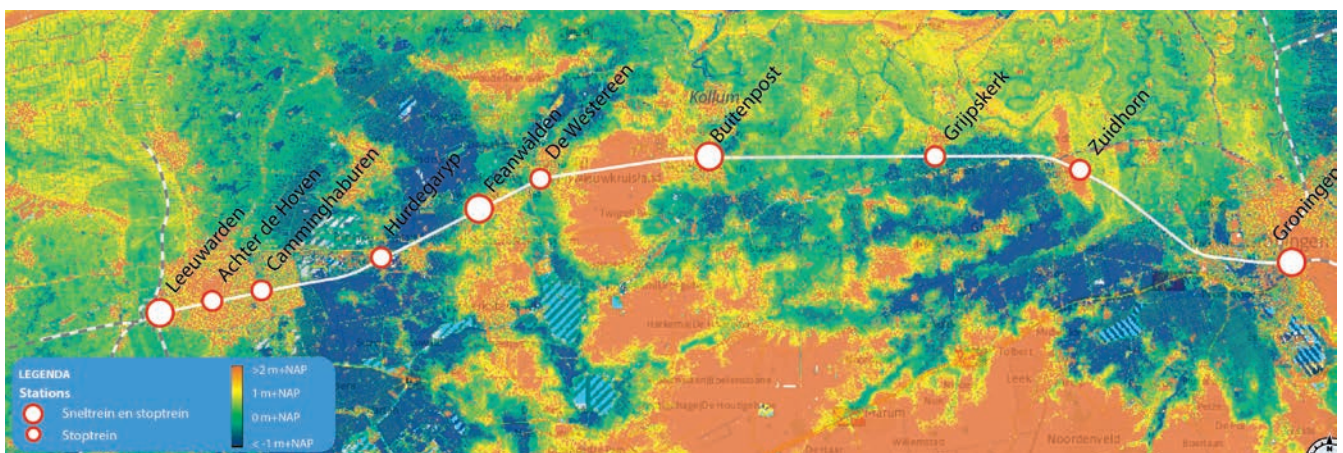 Kollum
Leeuwarden
Achter de Hoven
Camminghaburen
Hurdegaryp
Feanwâlden
De Westereen
Buitenpost
Grijpskerk
Zuidhorn
Groningen
Tolbert
Leek
Marum
Noordenveld
LEGENDA
Stations
Sneltrein en stoptrein
Stoptrein
>2 m+NAP
1 m+NAP
0 m+NAP
< -1 m+NAP